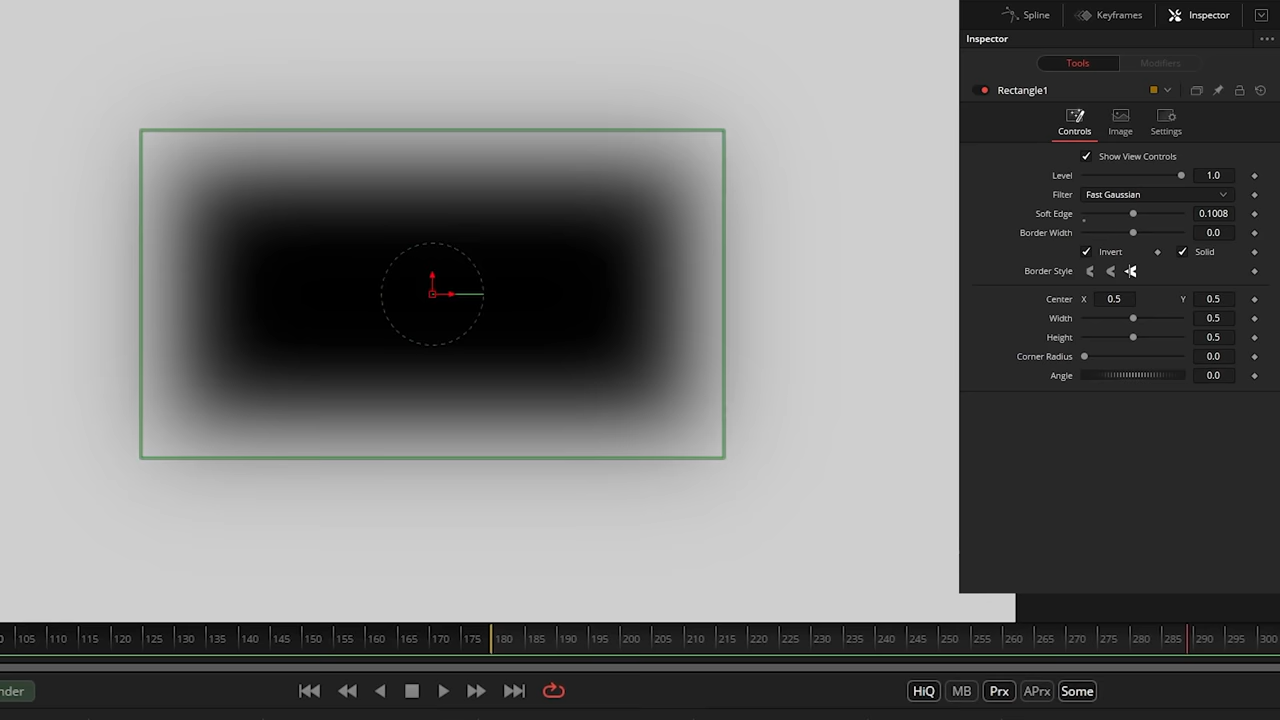 Spline Keyframes Inspector
Inspector
Tools Modifiers
Rectangle1
Controls Image Settings
Show View Controls
Level 1.0
Filter Fast Gaussian
Soft Edge 0.1008
Border Width 0.0
Invert Solid
Border Style
Center X 0.5 Y 0.5
Width 0.5
Height 0.5
Corner Radius 0.0
Angle 0.0
0 105 110 115 120 125 130 135 140 145 150 155 160 165 170 175 180 185 190 195 200 205 210 215 220 225 230 235 240 245 250 255 260 265 270 275 280 285 290 295 300
nder HiQ MB Prx APrx Some